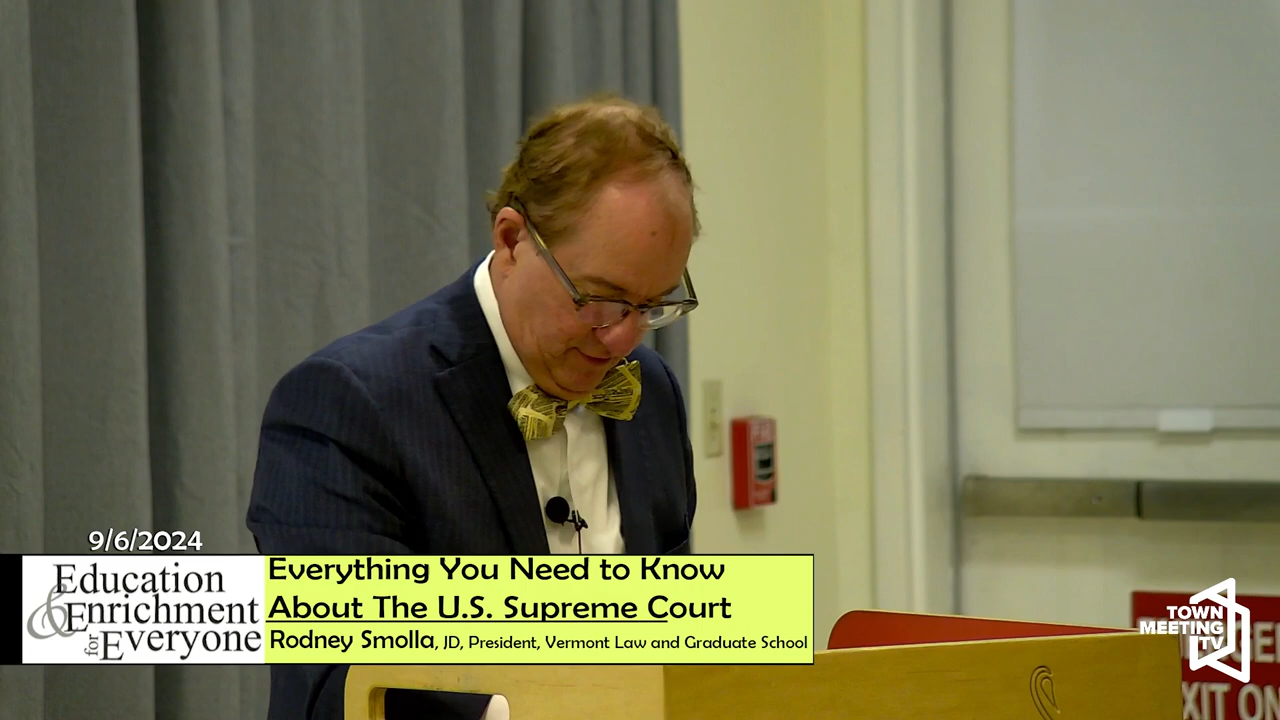 9/6/2024
Education
& Enrichment
for Everyone
Everything You Need to Know
About The U.S. Supreme Court
Rodney Smolla, JD, President, Vermont Law and Graduate School
TOWN
MEETING
TV
EXIT ON